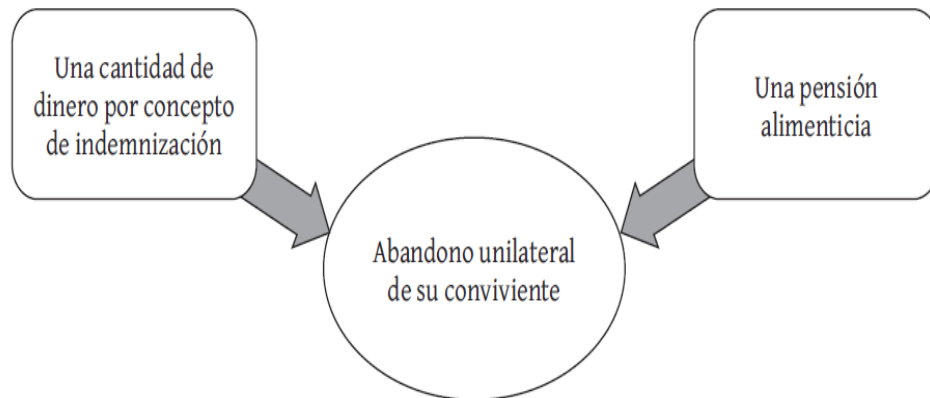 Una cantidad de
dinero por concepto
de indemnización
Una pensión
alimenticia
Abandono unilateral
de su conviviente